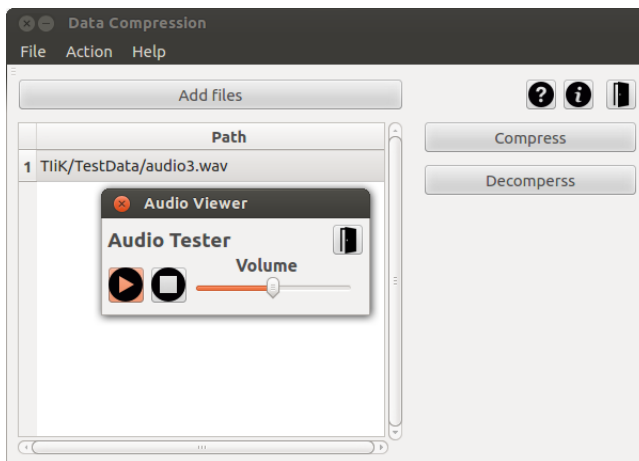 Data Compression
File Action Help
Add files
Path
1 TIiK/TestData/audio3.wav
Compress
Decomperss
Audio Viewer
Audio Tester
Volume